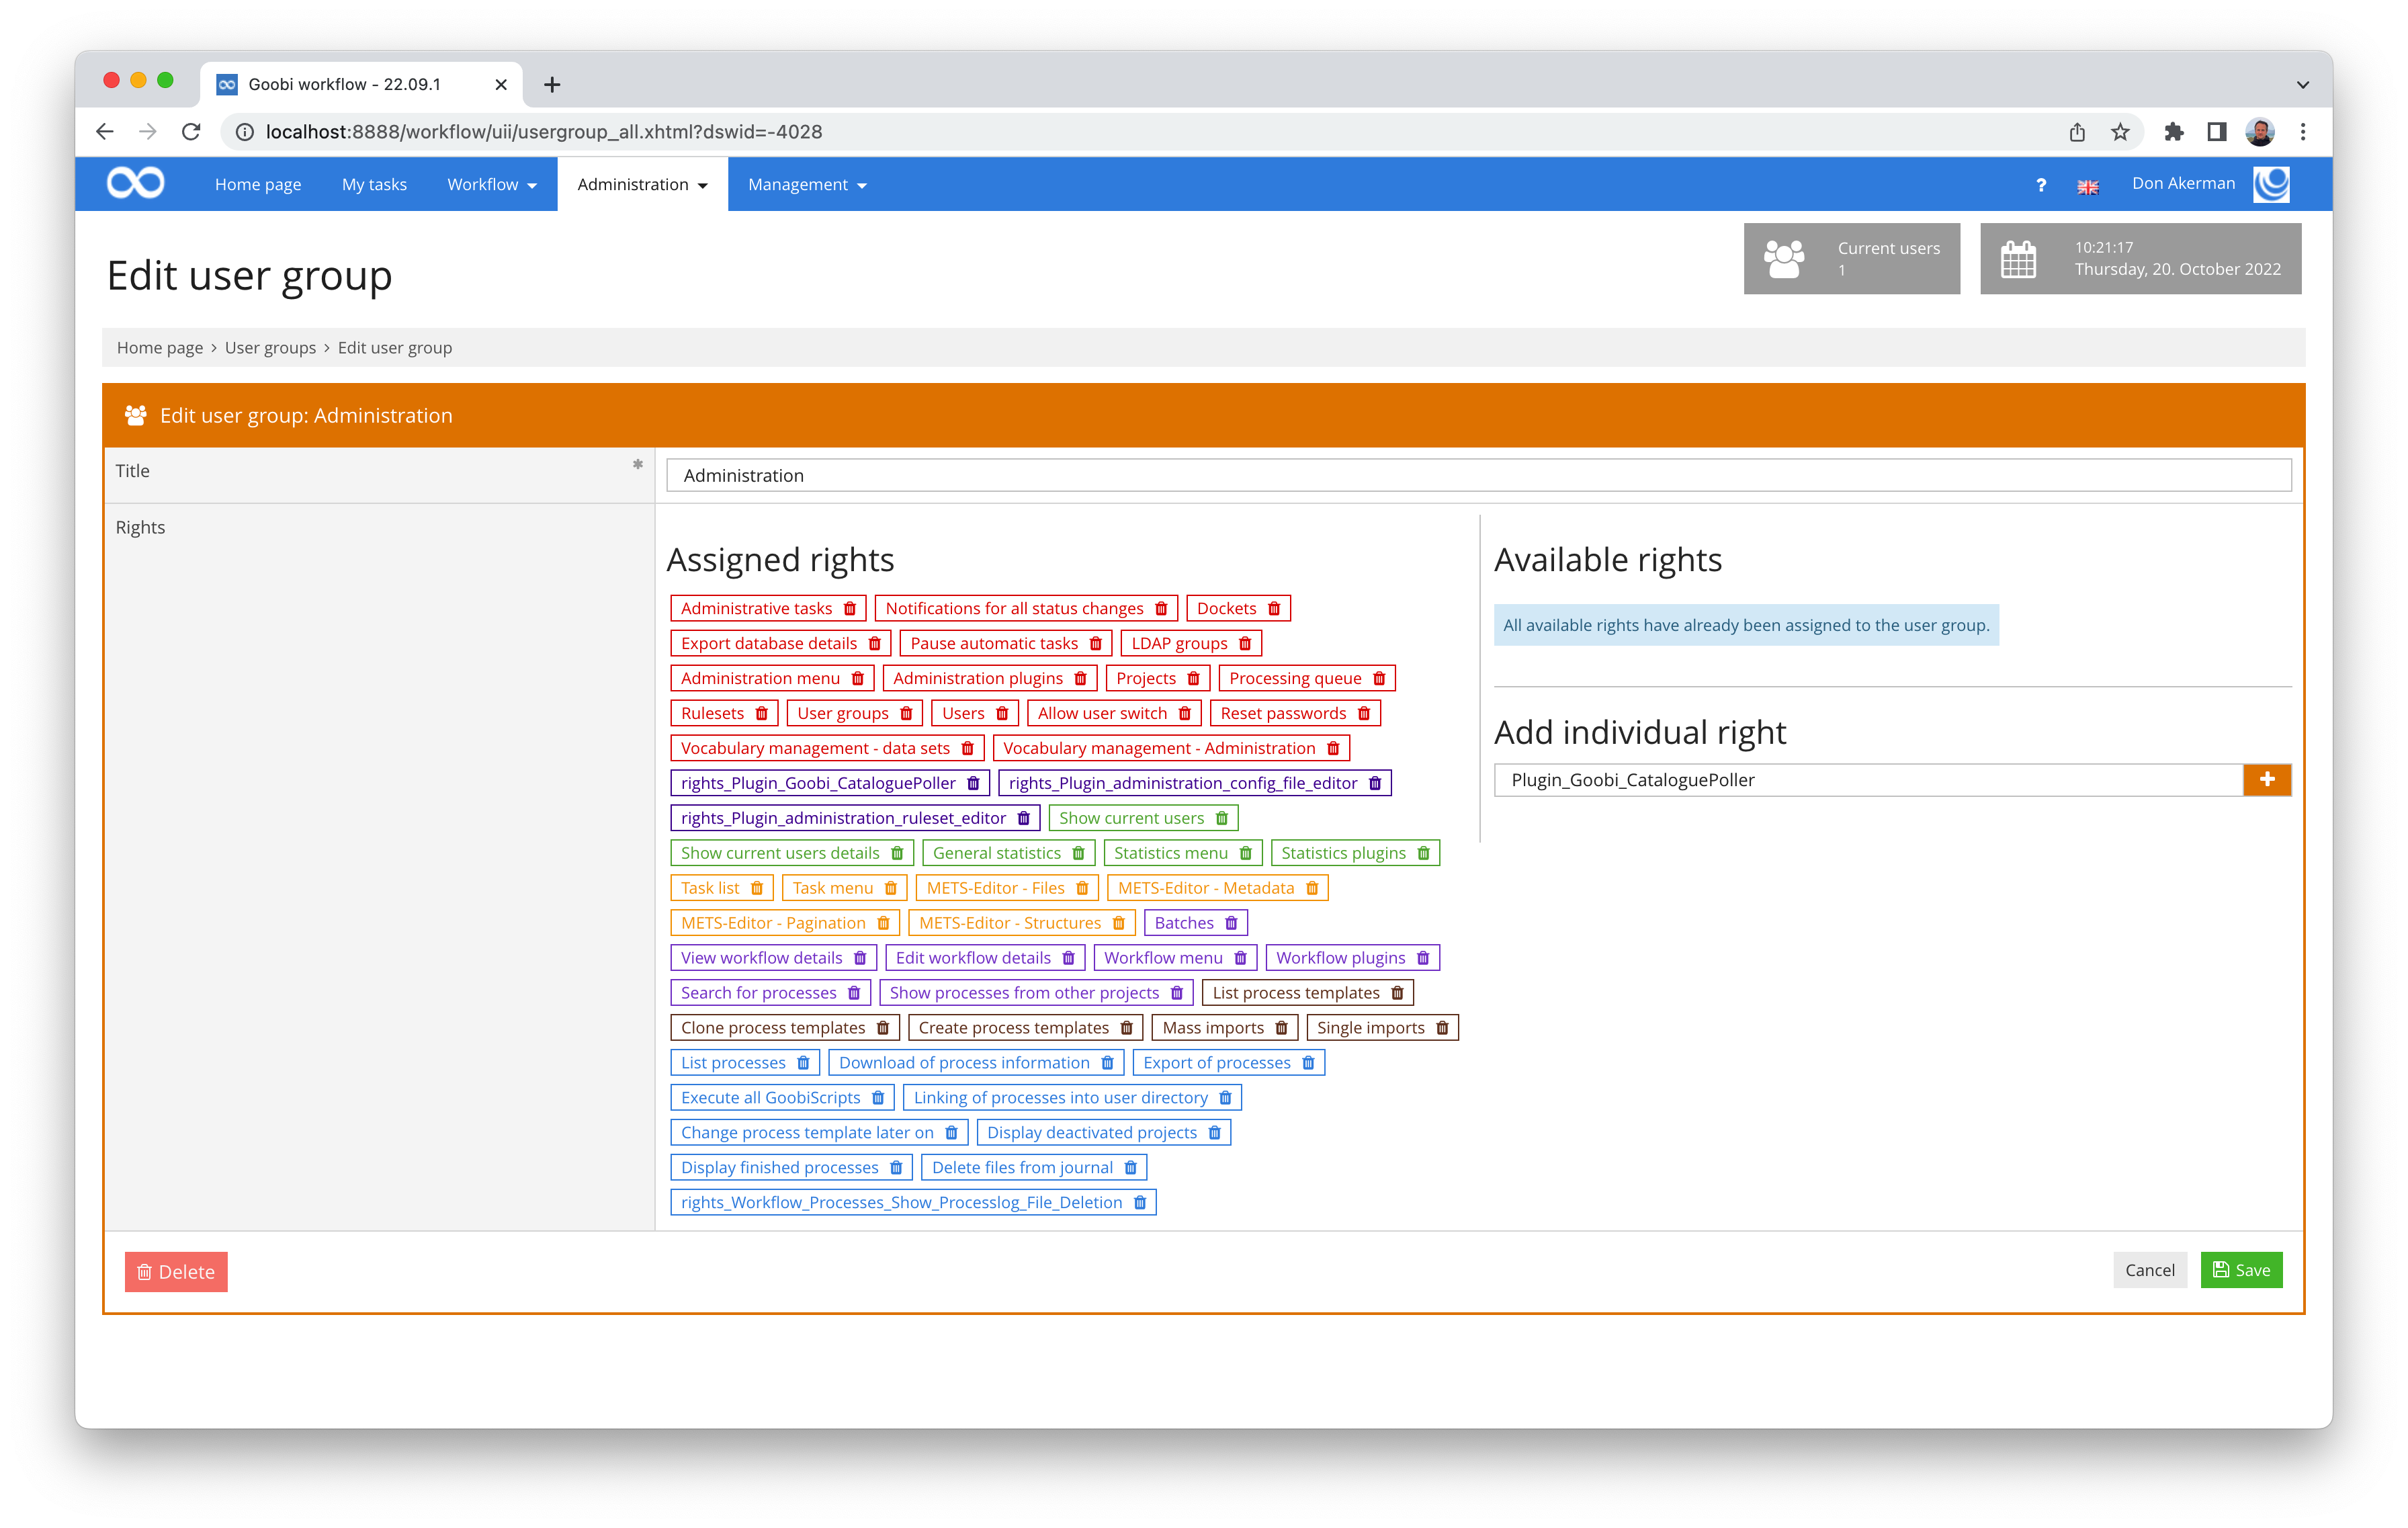 Goobi workflow - 22.09.1
localhost:8888/workflow/uii/usergroup_all.xhtml?dswid=-4028
Home page My tasks Workflow Administration Management ? Don Akerman
Edit user group
Current users
1
10:21:17
Thursday, 20. October 2022
Home page › User groups › Edit user group
Edit user group: Administration
Title * Administration
Rights
Assigned rights
Administrative tasks Notifications for all status changes Dockets
Export database details Pause automatic tasks LDAP groups
Administration menu Administration plugins Projects Processing queue
Rulesets User groups Users Allow user switch Reset passwords
Vocabulary management - data sets Vocabulary management - Administration
rights_Plugin_Goobi_CataloguePoller rights_Plugin_administration_config_file_editor
rights_Plugin_administration_ruleset_editor Show current users
Show current users details General statistics Statistics menu Statistics plugins
Task list Task menu METS-Editor - Files METS-Editor - Metadata
METS-Editor - Pagination METS-Editor - Structures Batches
View workflow details Edit workflow details Workflow menu Workflow plugins
Search for processes Show processes from other projects List process templates
Clone process templates Create process templates Mass imports Single imports
List processes Download of process information Export of processes
Execute all GoobiScripts Linking of processes into user directory
Change process template later on Display deactivated projects
Display finished processes Delete files from journal
rights_Workflow_Processes_Show_Processlog_File_Deletion
Available rights
All available rights have already been assigned to the user group.
Add individual right
Plugin_Goobi_CataloguePoller
Delete Cancel Save